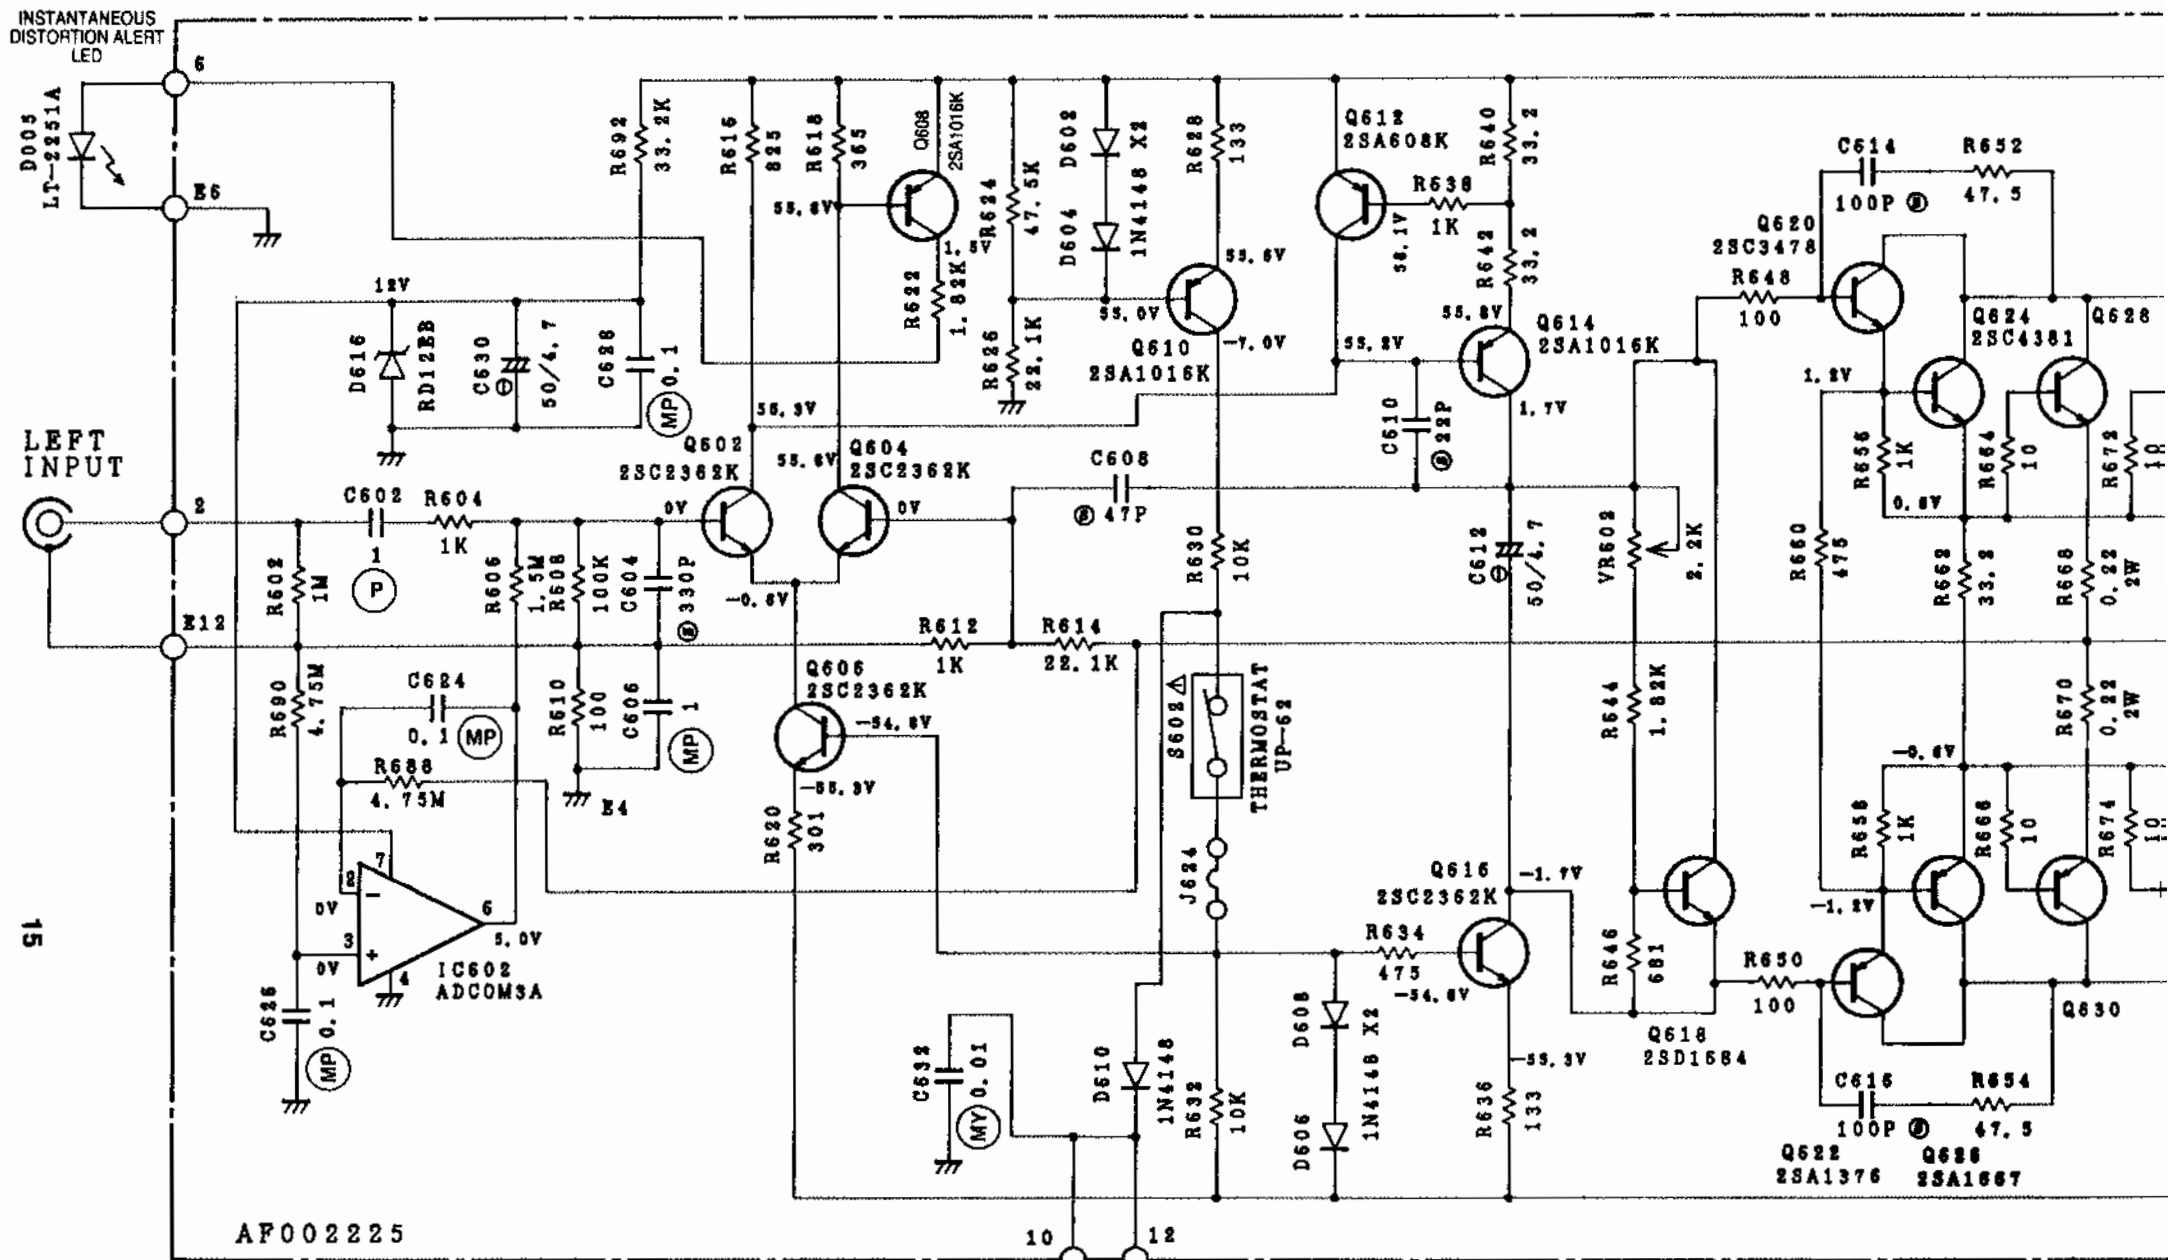 INSTANTANEOUS
DISTORTION ALERT
LED
6
D005
LT-2251A
E6
R692
33.2K
R616
825
R618
365
Q608
2SA1016K
55.8V
1.5V
R622
1.82K
R624
47.5K
D602
D604
1N4148 X2
R628
133
Q612
2SA608K
R640
33.2
R638
1K
56.1V
R642
33.2
C614
100P
R652
47.5
Q620
2SC3478
R648
100
12V
D616
RD12EB
C630
50/4.7
C628
0.1
MP
R626
22.1K
55.0V
55.6V
Q610
2SA1016K
-7.0V
55.2V
55.8V
Q614
2SA1016K
1.7V
C610
22P
Q624
2SC4381
Q628
1.2V
LEFT
INPUT
2
C602
1
P
R604
1K
56.3V
Q602
2SC2362K
0V
55.8V
Q604
2SC2362K
0V
C608
47P
R656
1K
R664
10
R672
10
0.6V
R602
1M
R606
1.5M
R608
100K
C604
330P
-0.6V
R630
10K
C612
50/4.7
VR602
2.2K
R660
475
R662
33.2
R668
0.22
2W
E12
R612
1K
R614
22.1K
R690
4.75M
C624
0.1
MP
R610
100
C606
1
MP
Q606
2SC2362K
-54.6V
-55.3V
S602
THERMOSTAT
UP-62
R644
1.82K
R670
0.22
2W
-0.6V
R688
4.75M
E4
R620
301
R658
1K
R666
10
R674
10
7
2
0V
3
0V
6
5.0V
4
IC602
ADCOM3A
J624
Q616
2SC2362K
-1.7V
R634
475
-54.6V
R646
681
-1.2V
R650
100
C626
0.1
MP
C632
0.01
MY
D610
1N4148
R632
10K
D608
D606
1N4148 X2
-55.3V
R636
133
Q618
2SD1684
Q630
C616
100P
R654
47.5
Q622
2SA1376
Q626
2SA1667
AF002225
10
12
15